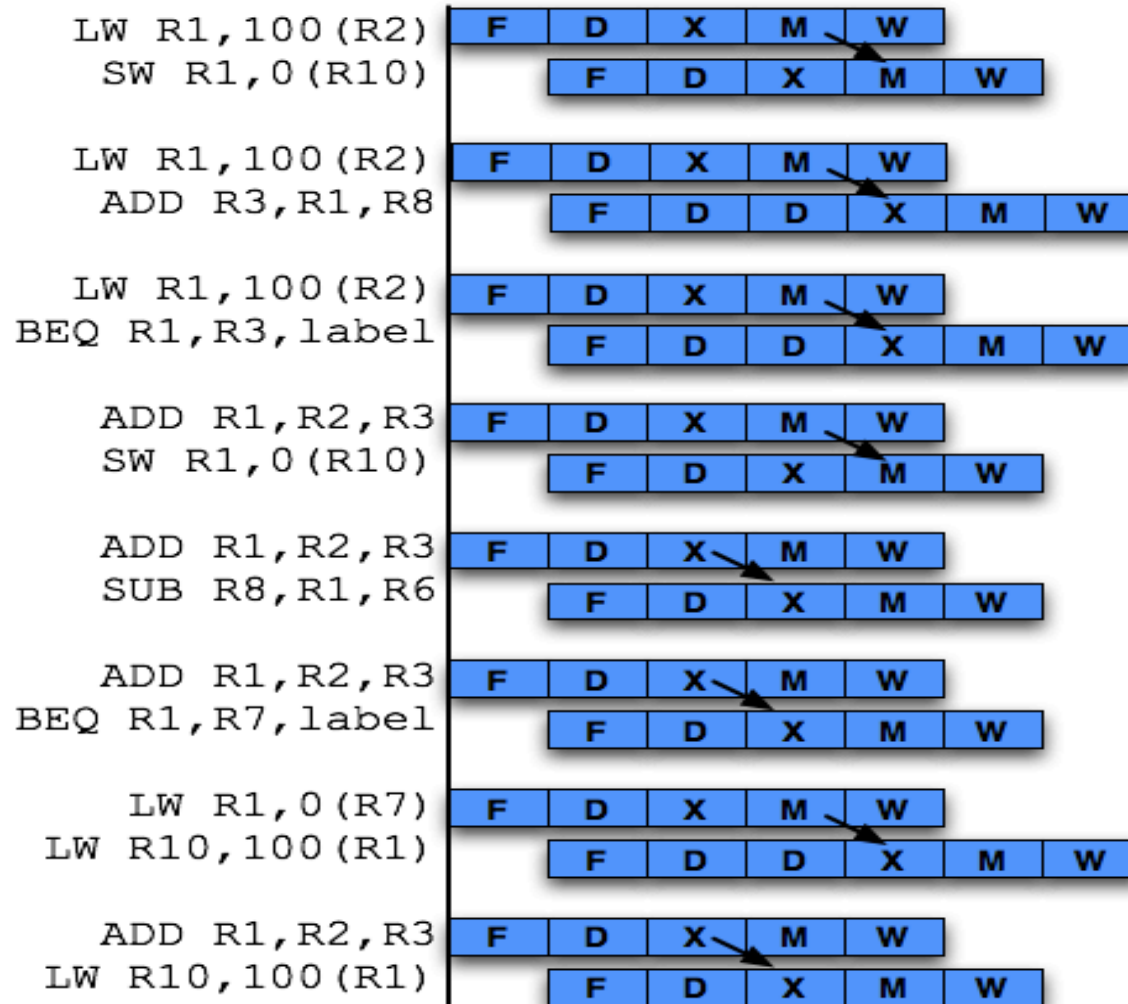 LW R1,100(R2) F D X M W
SW R1,0(R10) F D X M W
LW R1,100(R2) F D X M W
ADD R3,R1,R8 F D D X M W
LW R1,100(R2) F D X M W
BEQ R1,R3,label F D D X M W
ADD R1,R2,R3 F D X M W
SW R1,0(R10) F D X M W
ADD R1,R2,R3 F D X M W
SUB R8,R1,R6 F D X M W
ADD R1,R2,R3 F D X M W
BEQ R1,R7,label F D X M W
LW R1,0(R7) F D X M W
LW R10,100(R1) F D D X M W
ADD R1,R2,R3 F D X M W
LW R10,100(R1) F D X M W